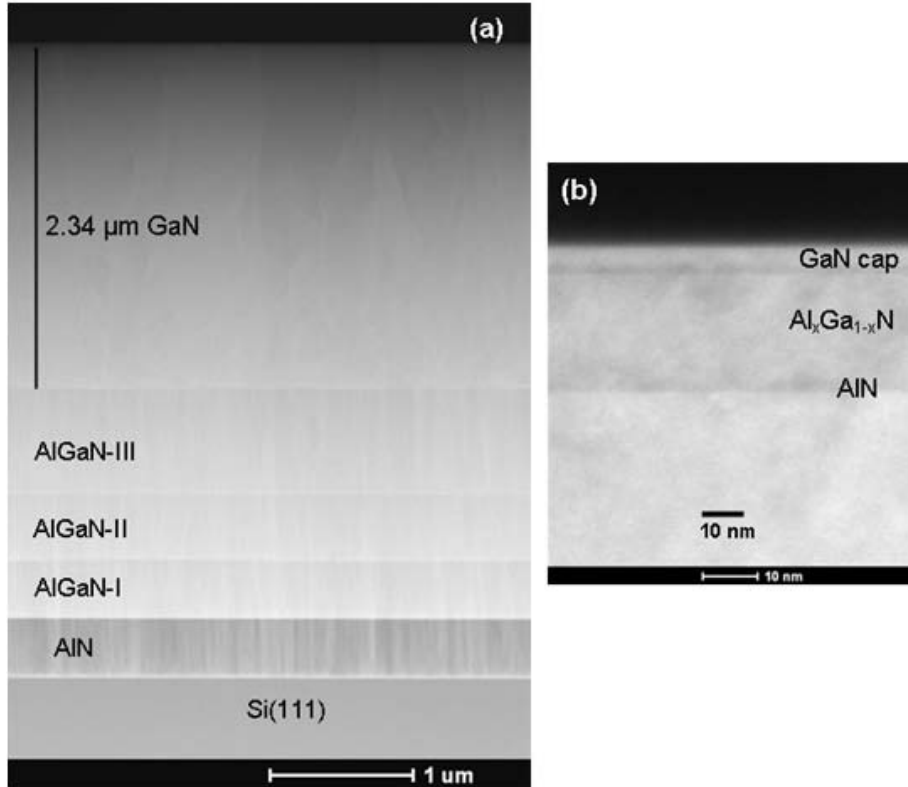 (a)
2.34 µm GaN
AlGaN-III
AlGaN-II
AlGaN-I
AlN
Si(111)
1 um
(b)
GaN cap
AlₓGa₁₋ₓN
AlN
10 nm
10 nm